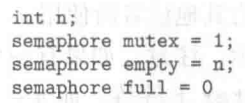 int n;
semaphore mutex = 1;
semaphore empty = n;
semaphore full = 0